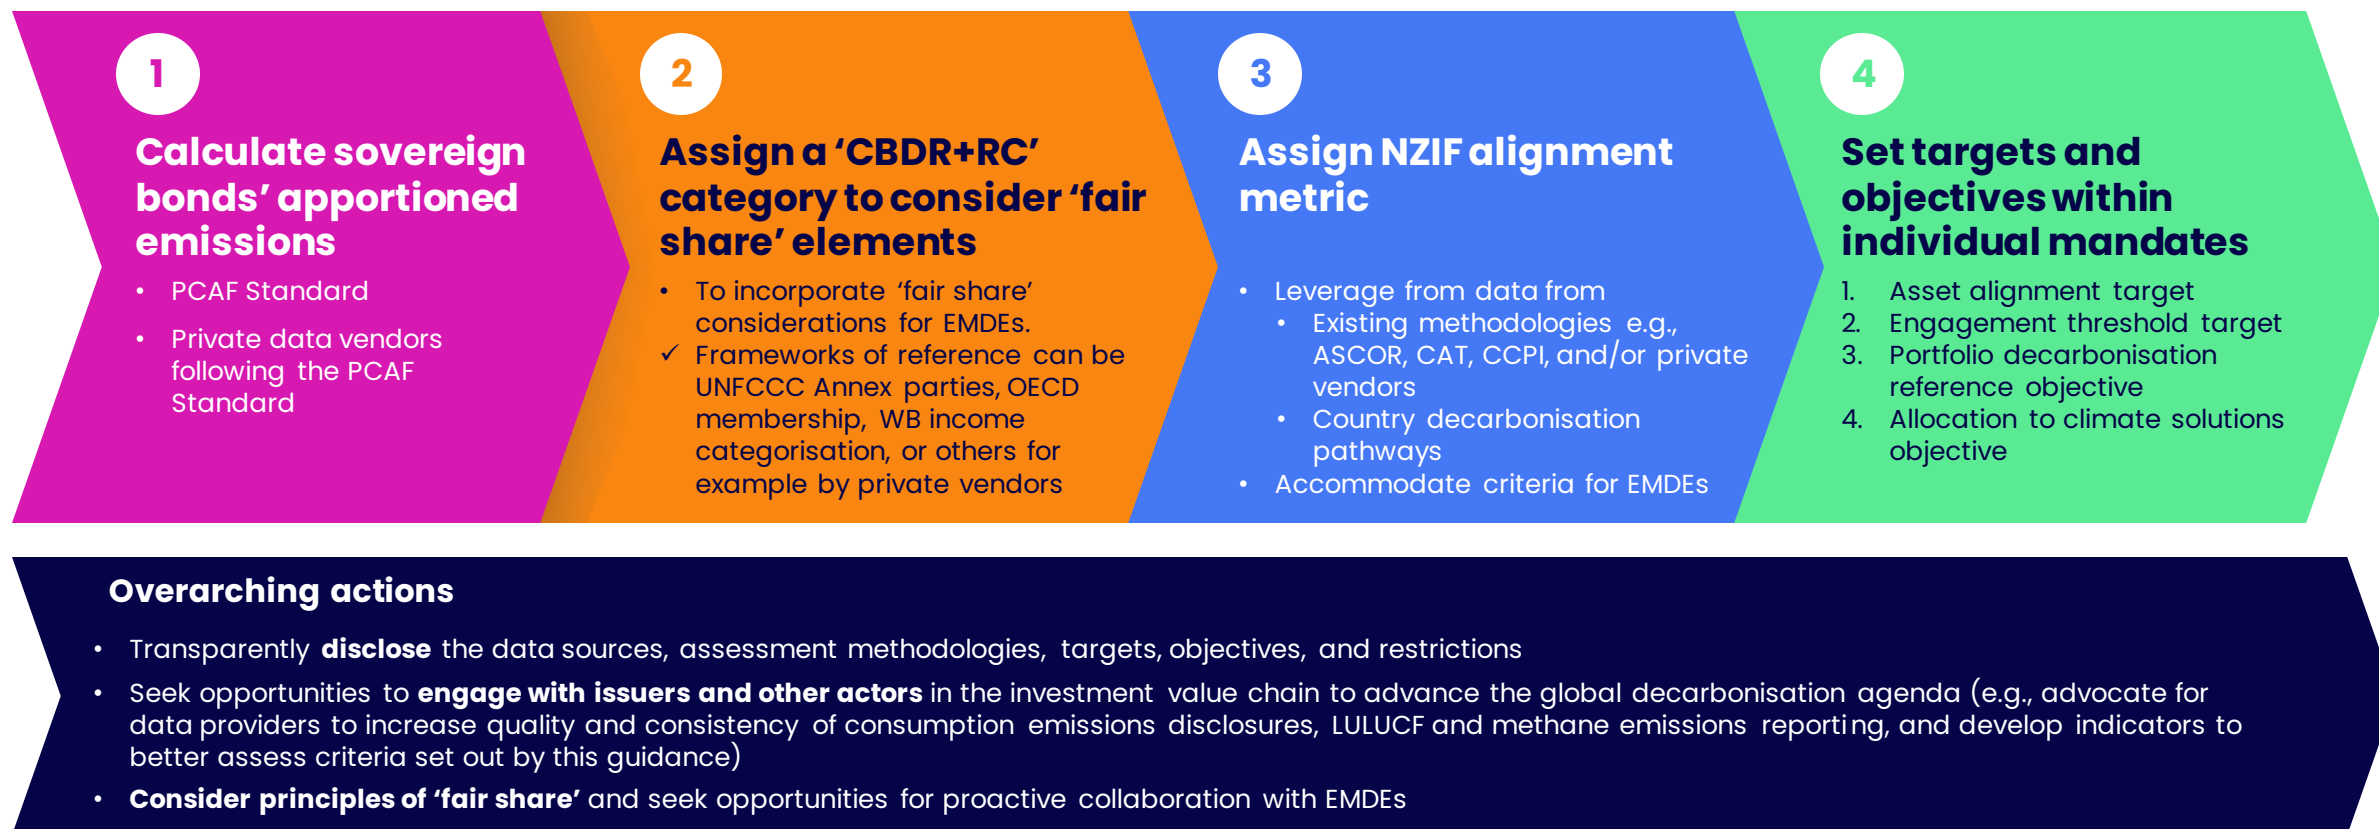 1
Calculate sovereign
bonds’ apportioned
emissions
• PCAF Standard
• Private data vendors
following the PCAF
Standard
2
Assign a ‘CBDR+RC’
category to consider ‘fair
share’ elements
• To incorporate ‘fair share’
considerations for EMDEs.
✓ Frameworks of reference can be
UNFCCC Annex parties, OECD
membership, WB income
categorisation, or others for
example by private vendors
3
Assign NZIF alignment
metric
• Leverage from data from
• Existing methodologies e.g.,
ASCOR, CAT, CCPI, and/or private
vendors
• Country decarbonisation
pathways
• Accommodate criteria for EMDEs
4
Set targets and
objectives within
individual mandates
1. Asset alignment target
2. Engagement threshold target
3. Portfolio decarbonisation
reference objective
4. Allocation to climate solutions
objective
Overarching actions
• Transparently disclose the data sources, assessment methodologies, targets, objectives, and restrictions
• Seek opportunities to engage with issuers and other actors in the investment value chain to advance the global decarbonisation agenda (e.g., advocate for
data providers to increase quality and consistency of consumption emissions disclosures, LULUCF and methane emissions reporting, and develop indicators to
better assess criteria set out by this guidance)
• Consider principles of ‘fair share’ and seek opportunities for proactive collaboration with EMDEs